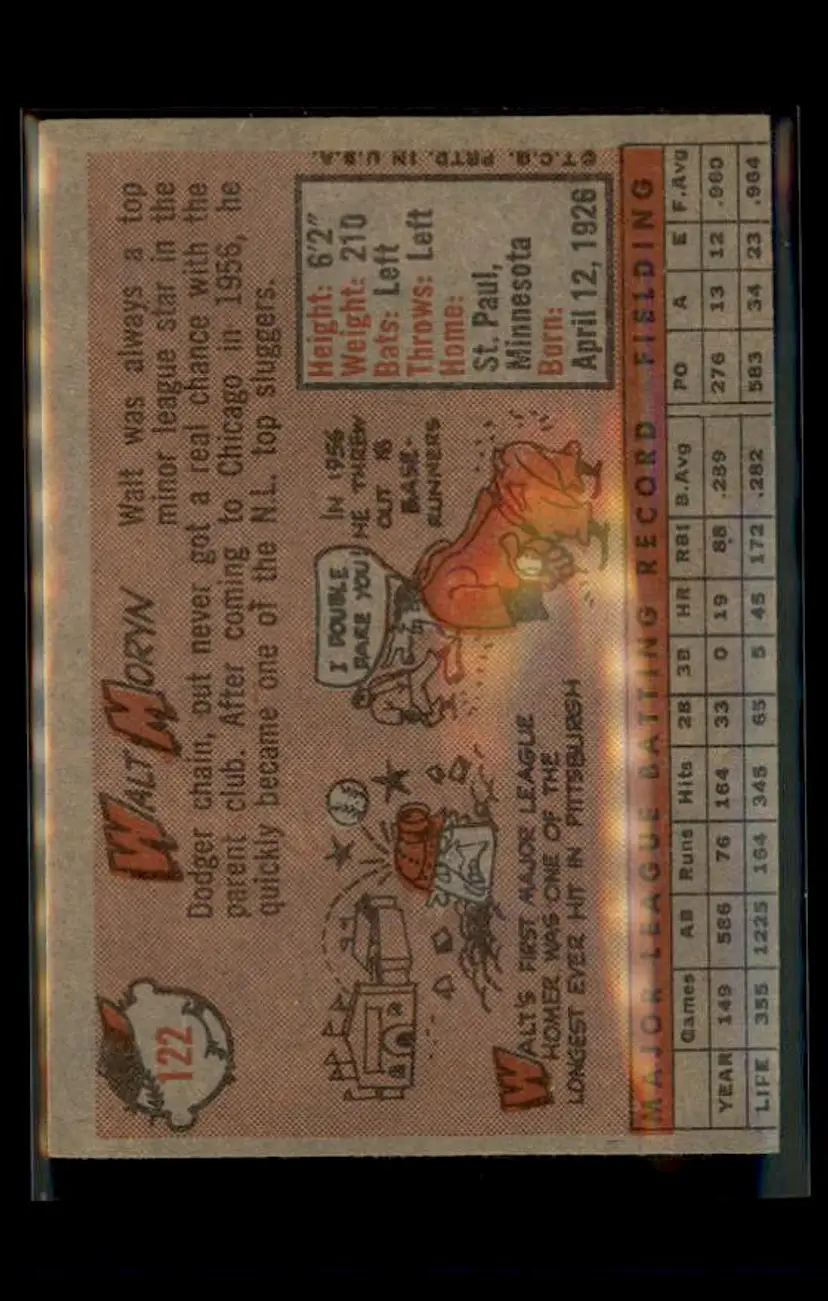 122
WALT MORYN
Walt was always a top
minor league star in the
Dodger chain, but never got a real chance with the
parent club. After coming to Chicago in 1956, he
quickly became one of the N.L. top sluggers.
I DOUBLE
DARE YOU!
IN 1956
HE THREW
OUT 18
BASE-
RUNNERS
WALT'S FIRST MAJOR LEAGUE
HOMER WAS ONE OF THE
LONGEST EVER HIT IN PITTSBURGH
Height: 6'2"
Weight: 210
Bats: Left
Throws: Left
Home:
St. Paul,
Minnesota
Born:
April 12, 1926
©T.C.G. PRTD. IN U.S.A.
MAJOR LEAGUE BATTING RECORD FIELDING
Games AB Runs Hits 2B 3B HR RBI B.Avg PO A E F.Avg
YEAR 149 586 76 164 33 0 19 88 .289 276 13 12 .960
LIFE 355 1225 164 345 65 5 45 172 .282 583 34 23 .964